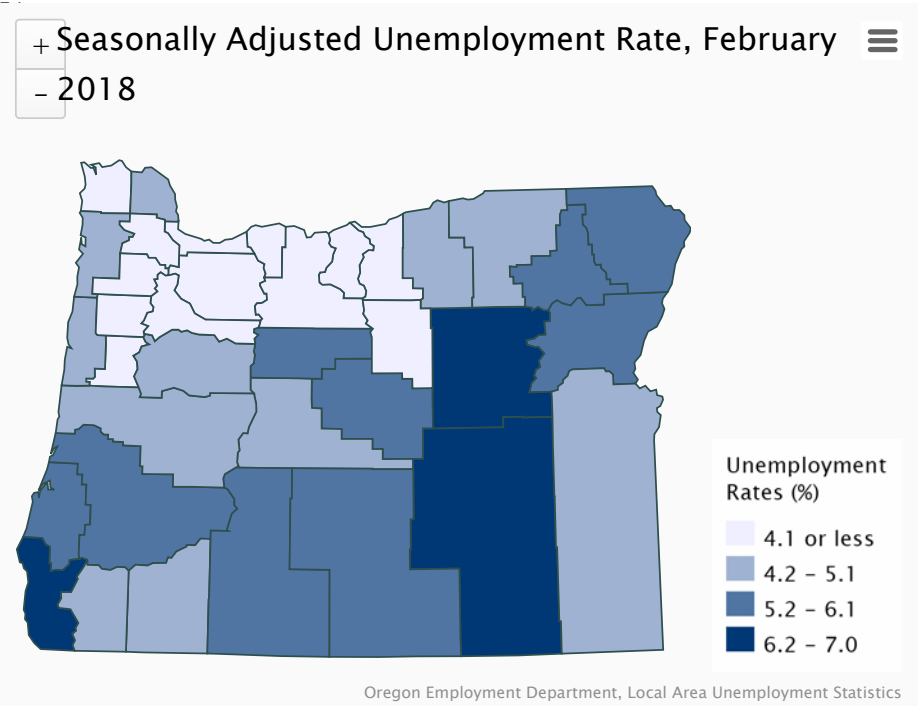 + Seasonally Adjusted Unemployment Rate, February
– 2018
Unemployment
Rates (%)
4.1 or less
4.2 – 5.1
5.2 – 6.1
6.2 – 7.0
Oregon Employment Department, Local Area Unemployment Statistics